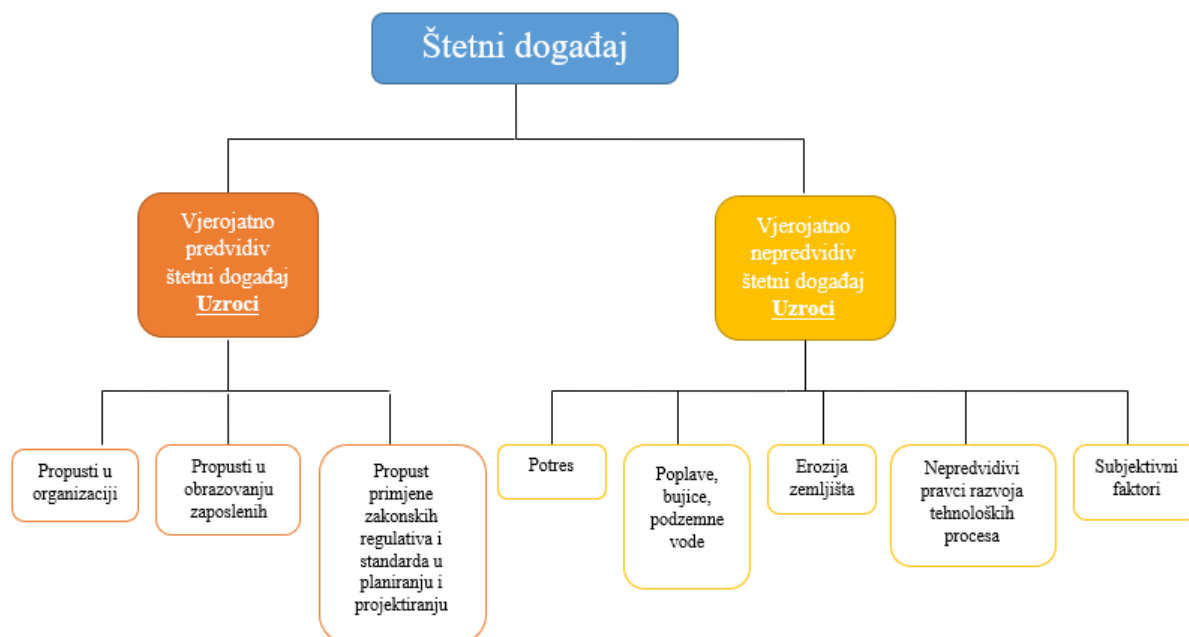 Štetni događaj
Vjerojatno
predvidiv
štetni događaj
Uzroci
Vjerojatno
nepredvidiv
štetni događaj
Uzroci
Propusti u
organizaciji
Propusti u
obrazovanju
zaposlenih
Propust
primjene
zakonskih
regulativa i
standarda u
planiranju i
projektiranju
Potres
Poplave,
bujice,
podzemne
vode
Erozija
zemljišta
Nepredvidivi
pravci razvoja
tehnoloških
procesa
Subjektivni
faktori